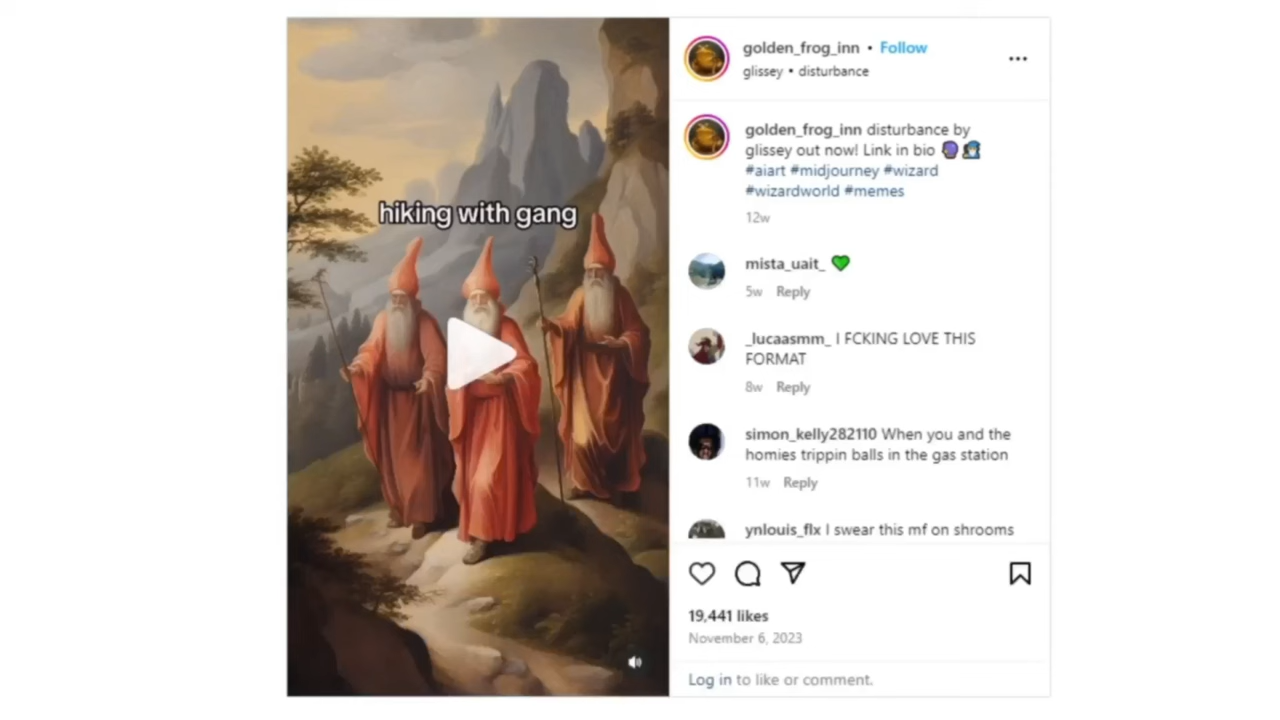 hiking with gang
golden_frog_inn • Follow
glissey • disturbance
golden_frog_inn disturbance by
glissey out now! Link in bio 🔮🧙‍♂️
#aiart #midjourney #wizard
#wizardworld #memes
12w
mista_uait_ 💚
5w Reply
_lucaasmm_ I FCKING LOVE THIS
FORMAT
8w Reply
simon_kelly282110 When you and the
homies trippin balls in the gas station
11w Reply
ynlouis_flx I swear this mf on shrooms
19,441 likes
November 6, 2023
Log in to like or comment.